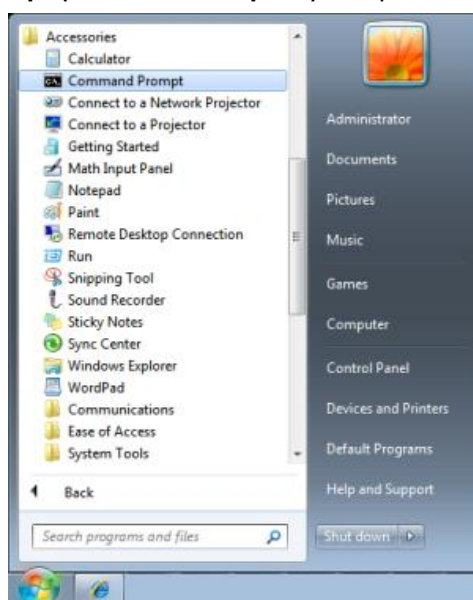 Accessories
Calculator
Command Prompt
Connect to a Network Projector
Connect to a Projector
Getting Started
Math Input Panel
Notepad
Paint
Remote Desktop Connection
Run
Snipping Tool
Sound Recorder
Sticky Notes
Sync Center
Windows Explorer
WordPad
Communications
Ease of Access
System Tools
Back
Search programs and files
Administrator
Documents
Pictures
Music
Games
Computer
Control Panel
Devices and Printers
Default Programs
Help and Support
Shut down